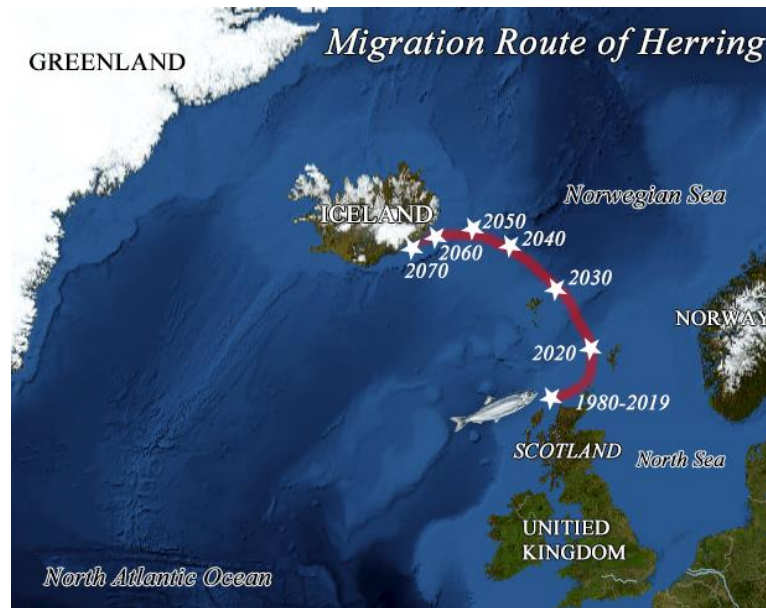 Migration Route of Herring
GREENLAND
Norwegian Sea
ICELAND
2050
2040
2060
2070
2030
NORWAY
2020
1980-2019
SCOTLAND
North Sea
UNITIED
KINGDOM
North Atlantic Ocean